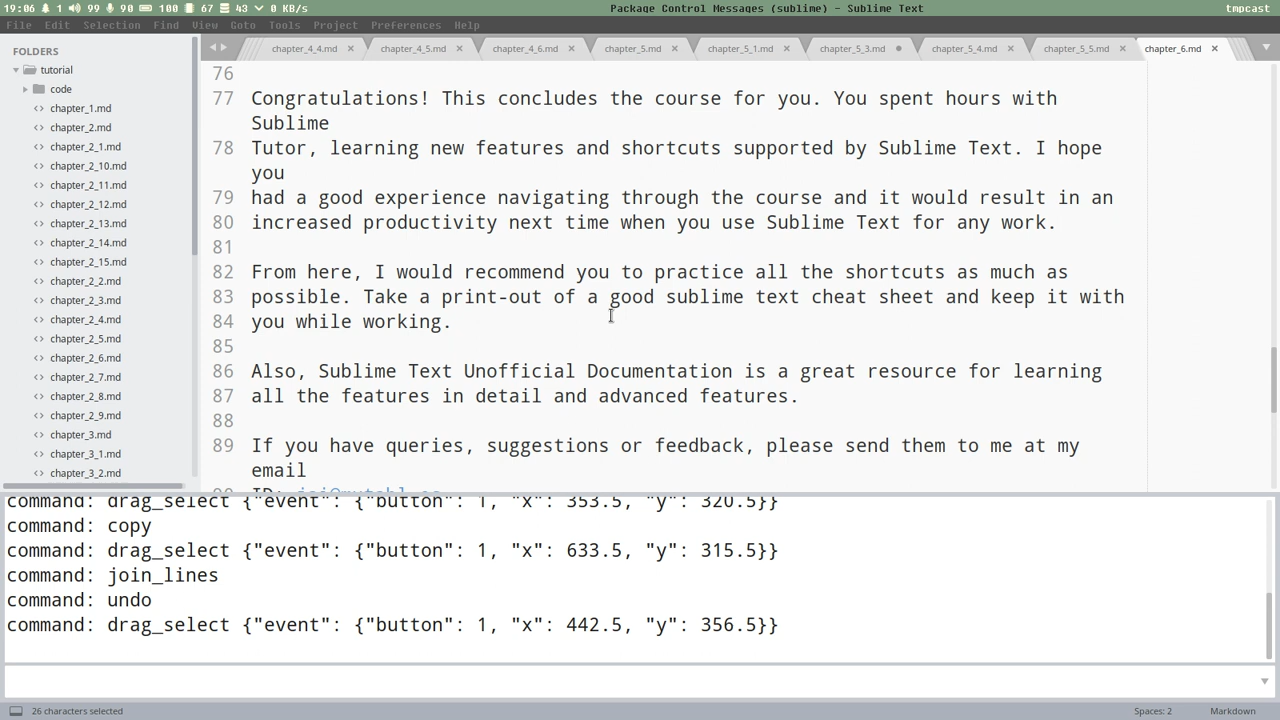 19:06 1 99 90 100 67 43 0 KB/s Package Control Messages (sublime) – Sublime Text tmpcast
File Edit Selection Find View Goto Tools Project Preferences Help
chapter_4_4.md chapter_4_5.md chapter_4_6.md chapter_5.md chapter_5_1.md chapter_5_3.md chapter_5_4.md chapter_5_5.md chapter_6.md
FOLDERS
tutorial
code
chapter_1.md
chapter_2.md
chapter_2_1.md
chapter_2_10.md
chapter_2_11.md
chapter_2_12.md
chapter_2_13.md
chapter_2_14.md
chapter_2_15.md
chapter_2_2.md
chapter_2_3.md
chapter_2_4.md
chapter_2_5.md
chapter_2_6.md
chapter_2_7.md
chapter_2_8.md
chapter_2_9.md
chapter_3.md
chapter_3_1.md
chapter_3_2.md
76
77 Congratulations! This concludes the course for you. You spent hours with
Sublime
78 Tutor, learning new features and shortcuts supported by Sublime Text. I hope
you
79 had a good experience navigating through the course and it would result in an
80 increased productivity next time when you use Sublime Text for any work.
81
82 From here, I would recommend you to practice all the shortcuts as much as
83 possible. Take a print-out of a good sublime text cheat sheet and keep it with
84 you while working.
85
86 Also, Sublime Text Unofficial Documentation is a great resource for learning
87 all the features in detail and advanced features.
88
89 If you have queries, suggestions or feedback, please send them to me at my
email
command: drag_select {"event": {"button": 1, "x": 353.5, "y": 320.5}}
command: copy
command: drag_select {"event": {"button": 1, "x": 633.5, "y": 315.5}}
command: join_lines
command: undo
command: drag_select {"event": {"button": 1, "x": 442.5, "y": 356.5}}
26 characters selected Spaces: 2 Markdown